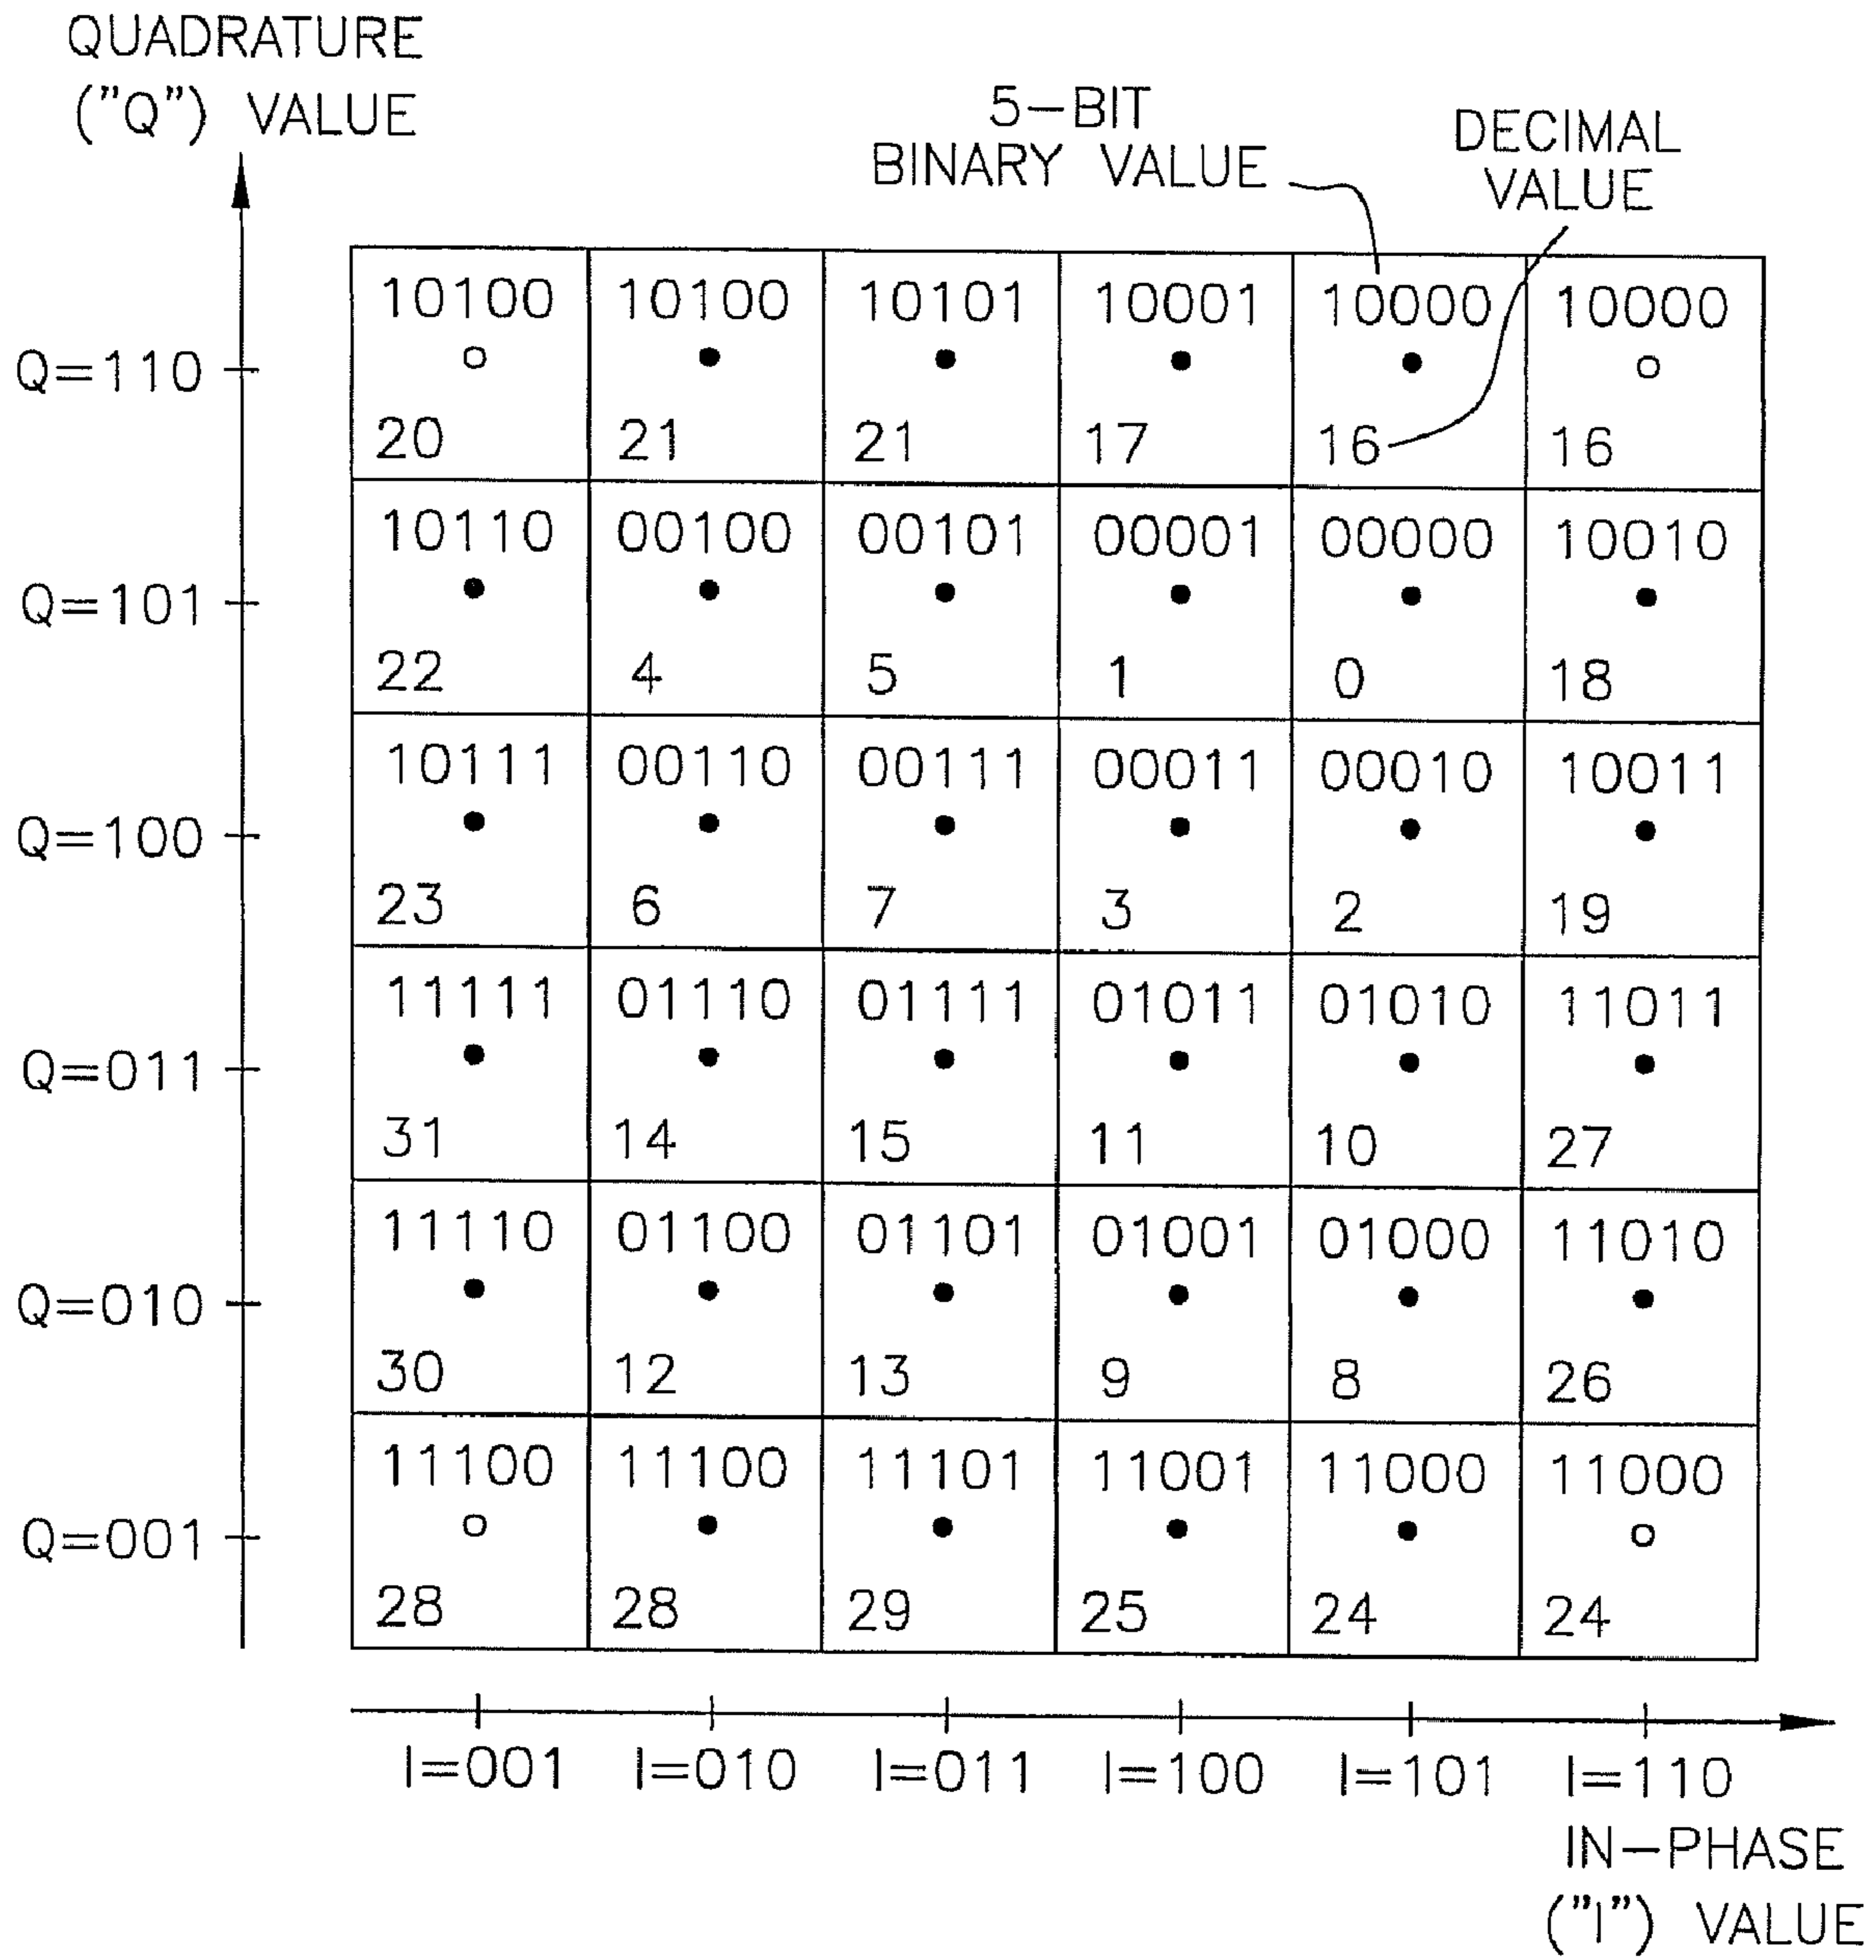 QUADRATURE
("Q") VALUE
5-BIT
BINARY VALUE
DECIMAL
VALUE
Q=110
10100 10100 10101 10001 10000 10000
20 21 21 17 16 16
Q=101
10110 00100 00101 00001 00000 10010
22 4 5 1 0 18
Q=100
10111 00110 00111 00011 00010 10011
23 6 7 3 2 19
Q=011
11111 01110 01111 01011 01010 11011
31 14 15 11 10 27
Q=010
11110 01100 01101 01001 01000 11010
30 12 13 9 8 26
Q=001
11100 11100 11101 11001 11000 11000
28 28 29 25 24 24
I=001 I=010 I=011 I=100 I=101 I=110
IN-PHASE
("I") VALUE